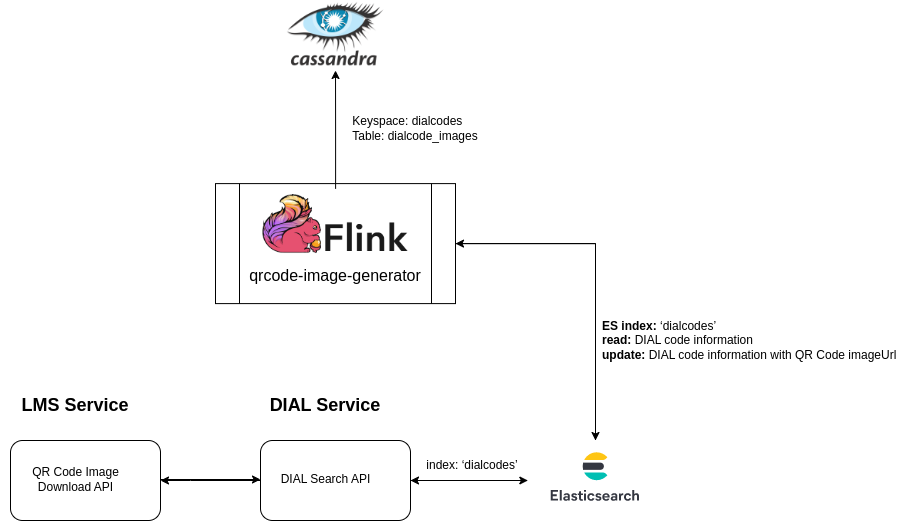 cassandra
Keyspace: dialcodes
Table: dialcode_images
Flink
qrcode-image-generator
ES index: ‘dialcodes’
read: DIAL code information
update: DIAL code information with QR Code imageUrl
LMS Service
DIAL Service
QR Code Image
Download API
DIAL Search API
index: ‘dialcodes’
Elasticsearch